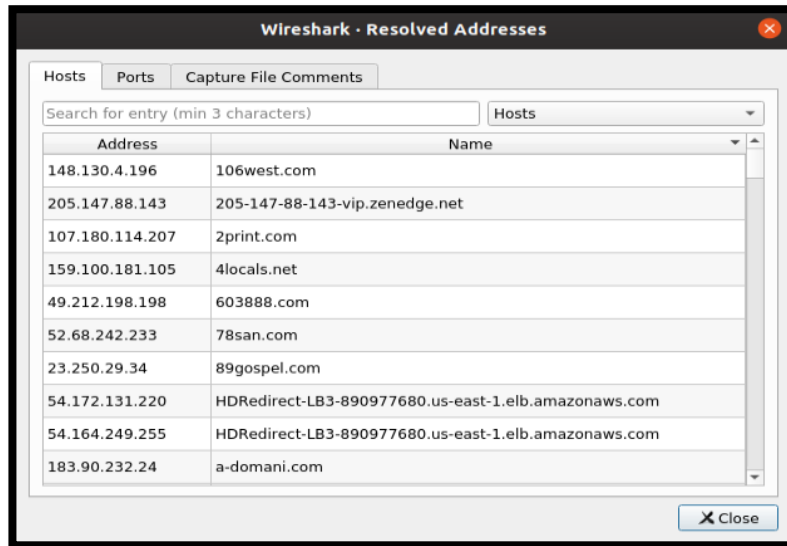 Wireshark · Resolved Addresses
Hosts Ports Capture File Comments
Search for entry (min 3 characters) Hosts
Address Name
148.130.4.196 106west.com
205.147.88.143 205-147-88-143-vip.zenedge.net
107.180.114.207 2print.com
159.100.181.105 4locals.net
49.212.198.198 603888.com
52.68.242.233 78san.com
23.250.29.34 89gospel.com
54.172.131.220 HDRedirect-LB3-890977680.us-east-1.elb.amazonaws.com
54.164.249.255 HDRedirect-LB3-890977680.us-east-1.elb.amazonaws.com
183.90.232.24 a-domani.com
Close